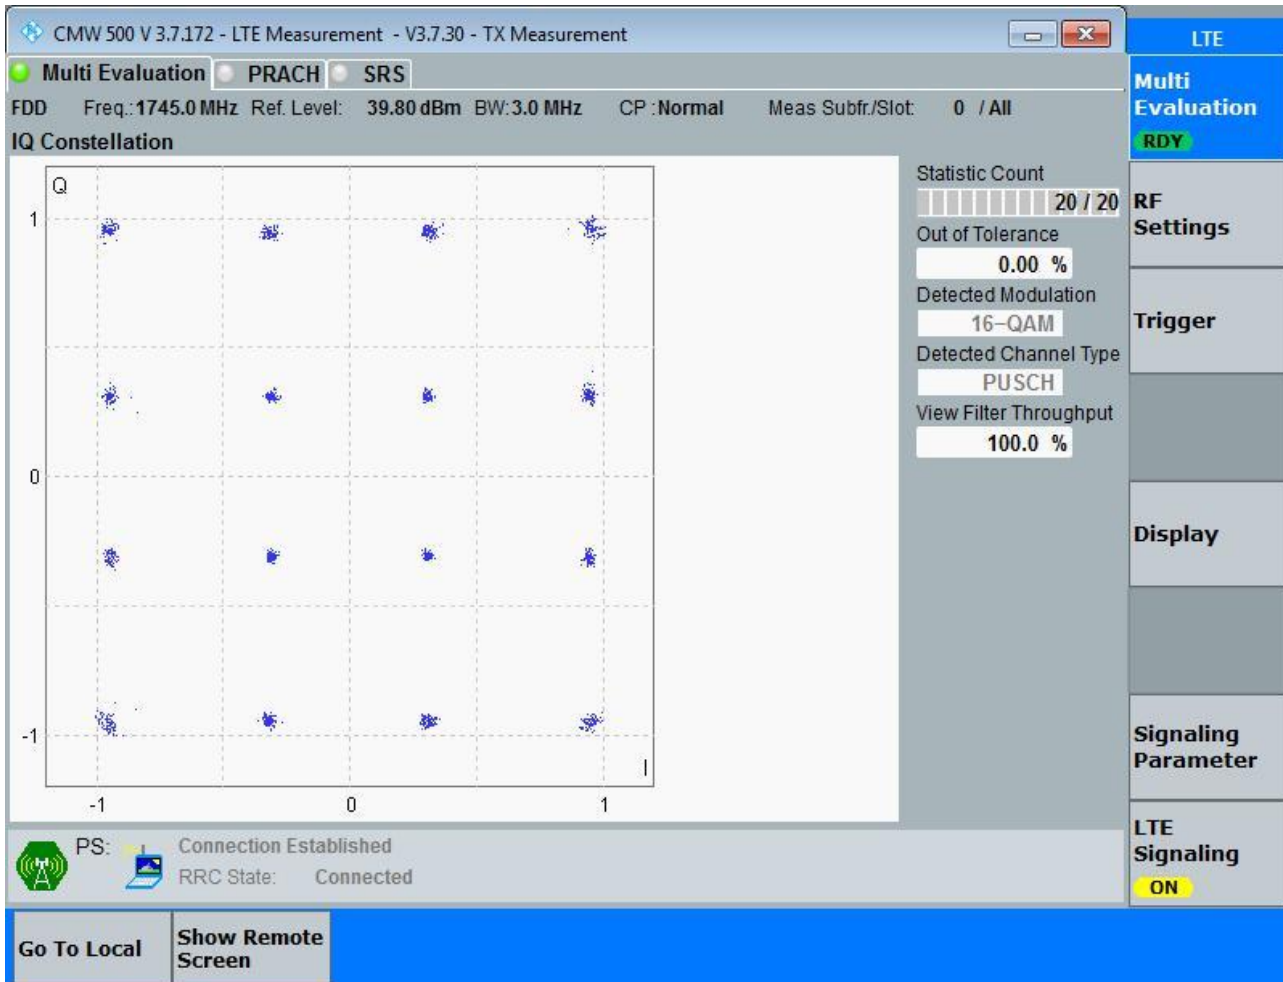 CMW 500 V 3.7.172 - LTE Measurement - V3.7.30 - TX Measurement
LTE
Multi Evaluation PRACH SRS
FDD Freq.:1745.0 MHz Ref. Level: 39.80 dBm BW:3.0 MHz CP :Normal Meas Subfr./Slot: 0 / All
IQ Constellation
Q
1
0
-1
I
-1 0 1
Statistic Count
20 / 20
Out of Tolerance
0.00 %
Detected Modulation
16-QAM
Detected Channel Type
PUSCH
View Filter Throughput
100.0 %
Multi
Evaluation
RDY
RF
Settings
Trigger
Display
Signaling
Parameter
LTE
Signaling
ON
PS: Connection Established
RRC State: Connected
Go To Local
Show Remote
Screen